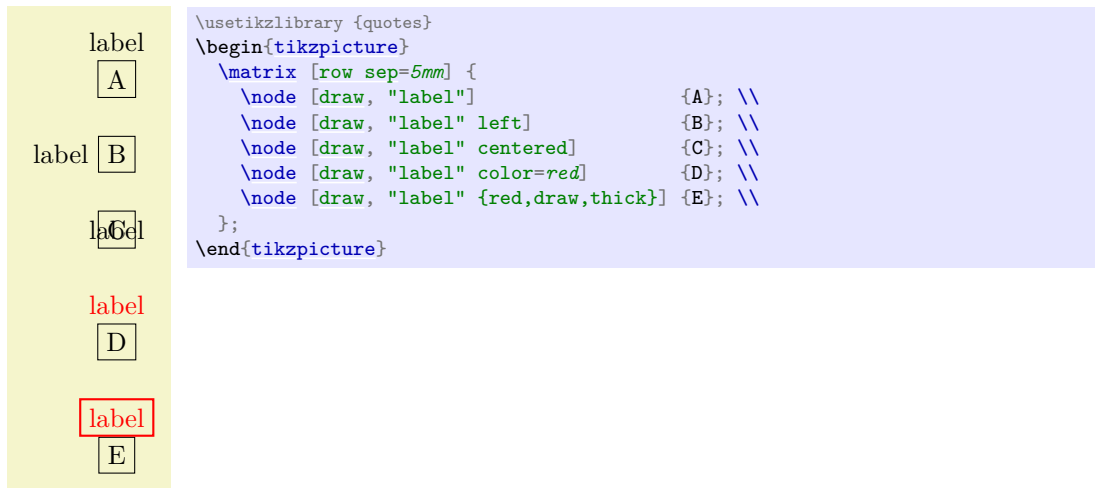 label
A
label B
label
C
label
D
label
E
\usetikzlibrary {quotes}
\begin{tikzpicture}
  \matrix [row sep=5mm] {
    \node [draw, "label"]                  {A}; \\
    \node [draw, "label" left]             {B}; \\
    \node [draw, "label" centered]         {C}; \\
    \node [draw, "label" color=red]        {D}; \\
    \node [draw, "label" {red,draw,thick}] {E}; \\
  };
\end{tikzpicture}